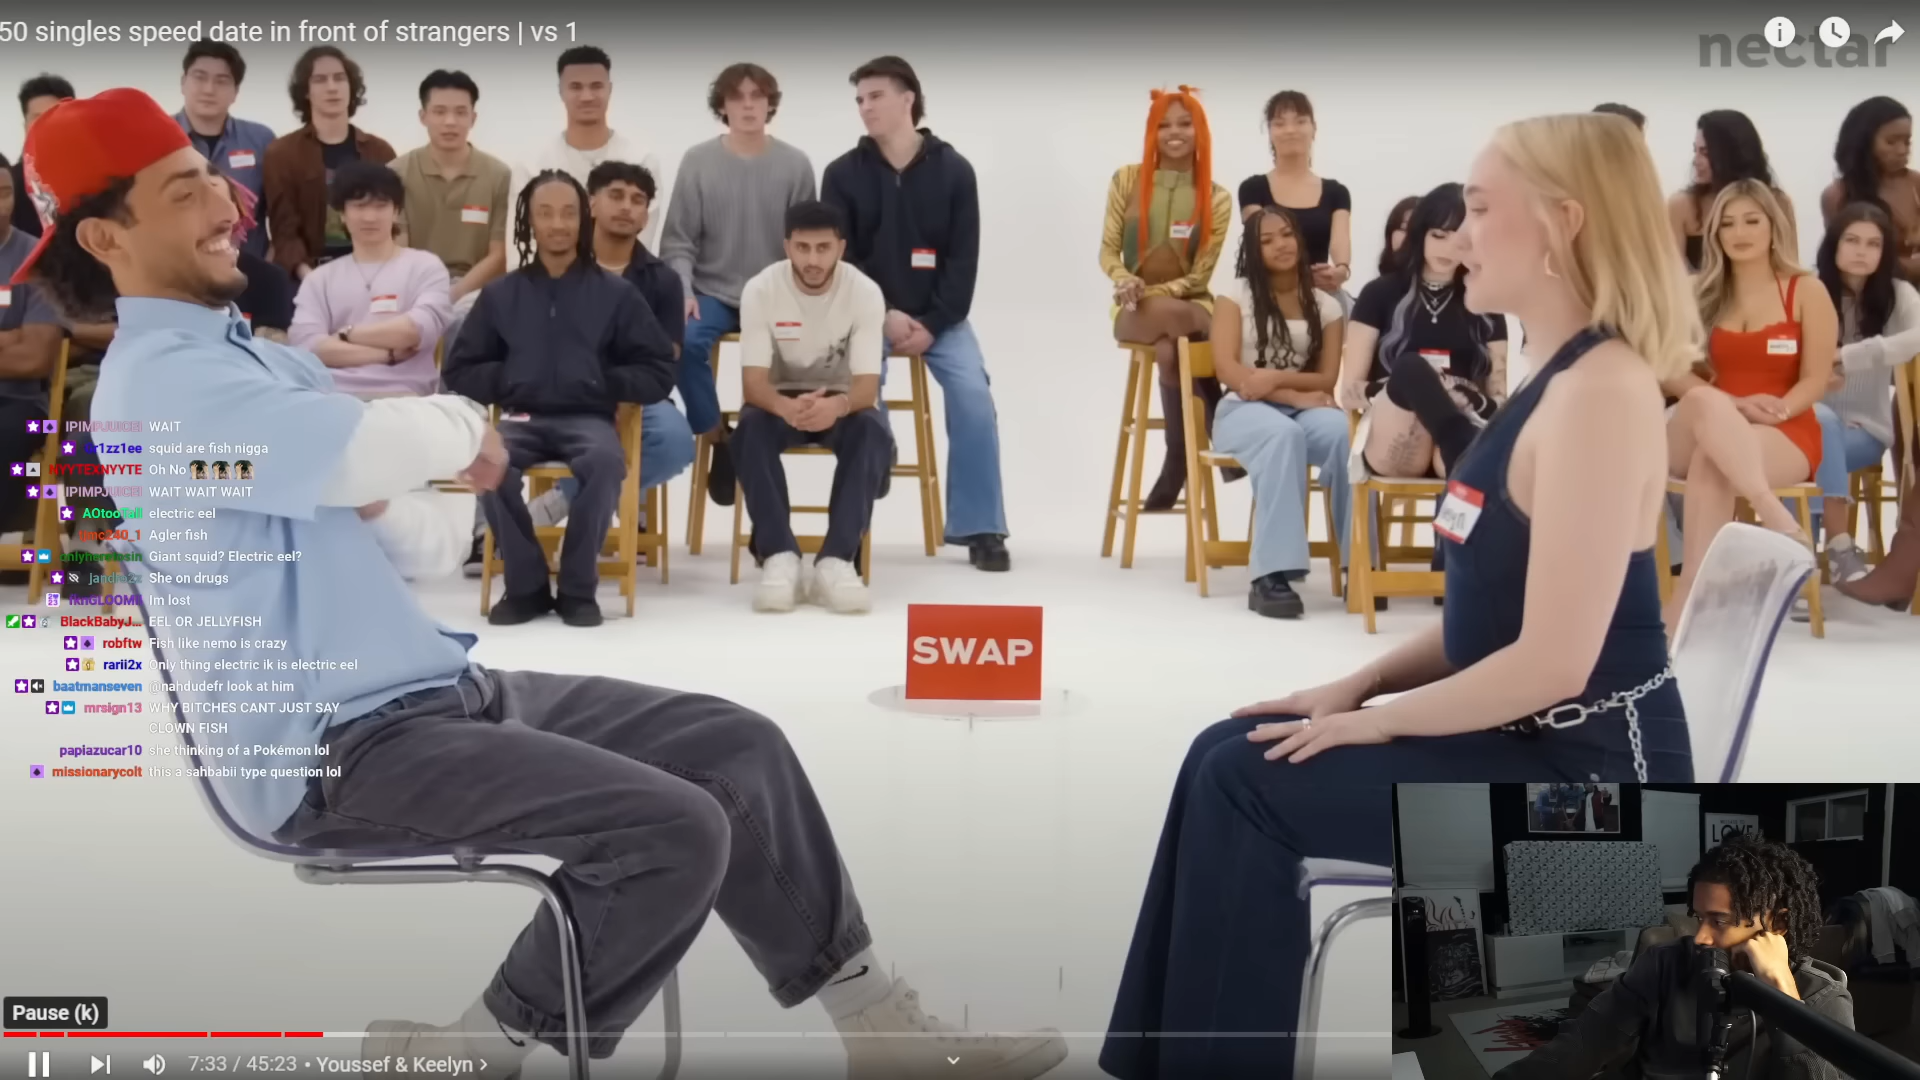 50 singles speed date in front of strangers | vs 1
nectar
WAIT
squid are fish nigga
NYYTEXNYYTE Oh No
WAIT WAIT WAIT
AOtooTall electric eel
Agler fish
Giant squid? Electric eel?
She on drugs
Im lost
BlackBabyJ... EEL OR JELLYFISH
robftw Fish like nemo is crazy
rarii2x Only thing electric ik is electric eel
baatmanseven @nahdudefr look at him
mrsign13 WHY BITCHES CANT JUST SAY
CLOWN FISH
papiazucar10 she thinking of a Pokémon lol
missionarycolt this a sahbabii type question lol
SWAP
LOVE
Pause (k)
7:33 / 45:23 • Youssef & Keelyn >